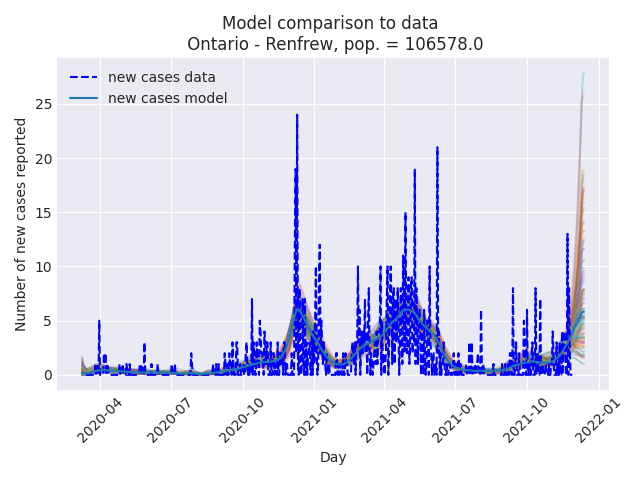 Model comparison to data
Ontario - Renfrew, pop. = 106578.0
new cases data
new cases model
Number of new cases reported
25
20
15
10
5
0
2020-04
2020-07
2020-10
2021-01
2021-04
2021-07
2021-10
2022-01
Day